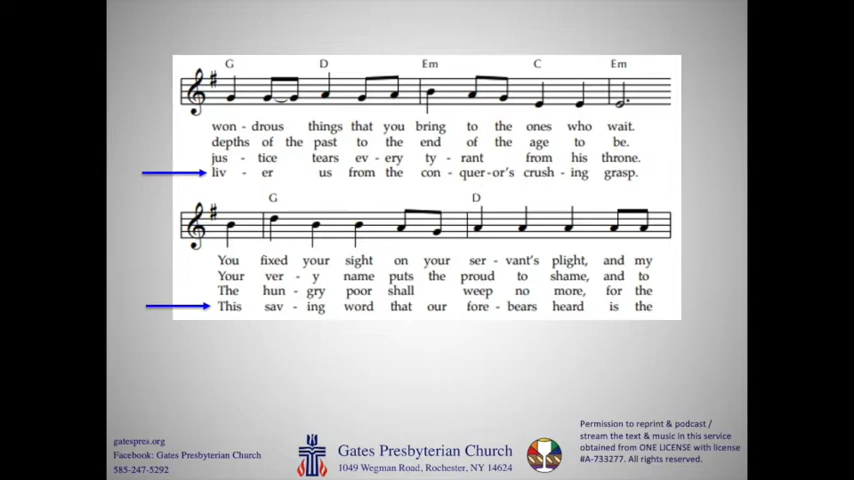 G D Em C Em
won - drous things that you bring to the ones who wait.
depths of the past to the end of the age to be.
jus - tice tears ev - ery ty - rant from his throne.
liv - er us from the con - quer - or's crush - ing grasp.
G D
You fixed your sight on your ser - vant's plight, and my
Your ver - y name puts the proud to shame, and to
The hun - gry poor shall weep no more, for the
This sav - ing word that our fore - bears heard is the
gatespres.org
Facebook: Gates Presbyterian Church
585-247-5292
Gates Presbyterian Church
1049 Wegman Road, Rochester, NY 14624
Permission to reprint & podcast /
stream the text & music in this service
obtained from ONE LICENSE with license
#A-733277. All rights reserved.